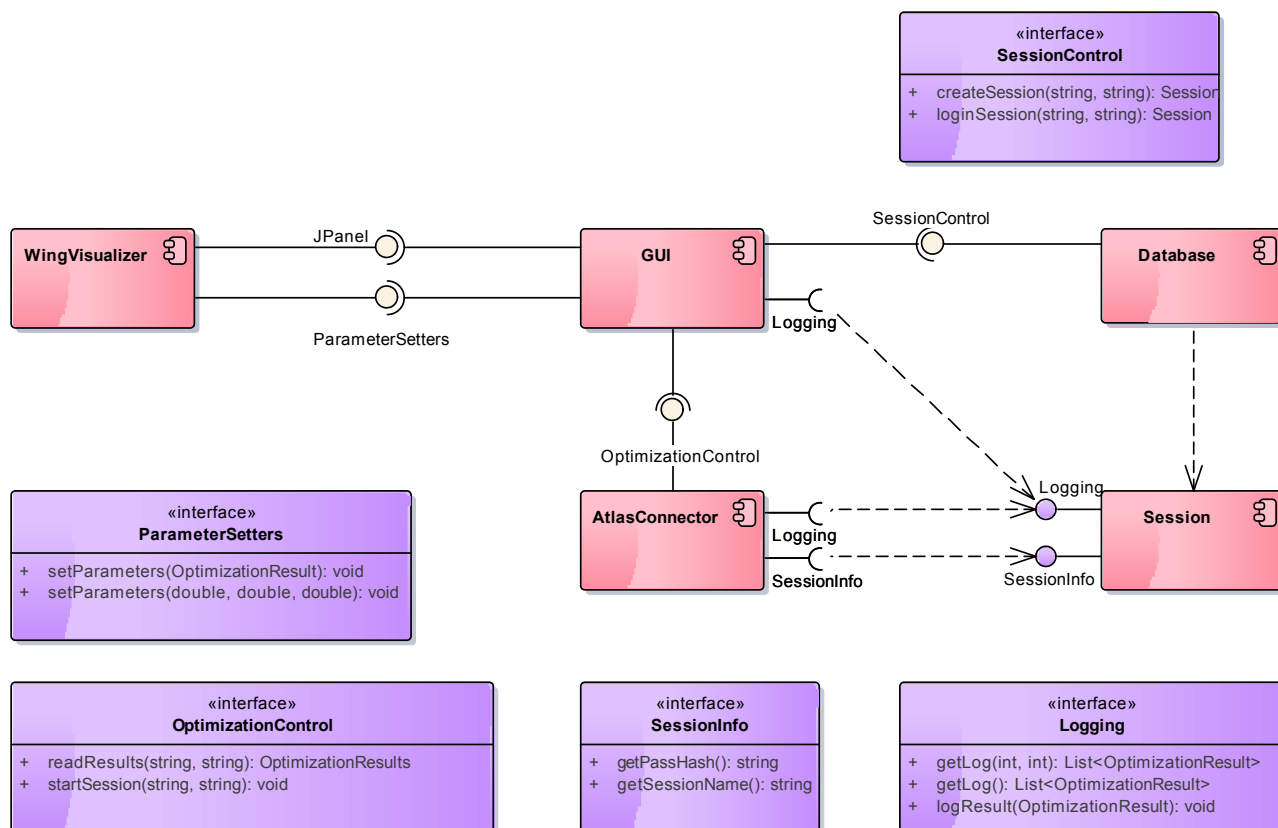 «interface»
SessionControl
+ createSession(string, string): Session
+ loginSession(string, string): Session
WingVisualizer
JPanel
ParameterSetters
GUI
SessionControl
Logging
Database
OptimizationControl
AtlasConnector
Logging
SessionInfo
Logging
SessionInfo
Session
«interface»
ParameterSetters
+ setParameters(OptimizationResult): void
+ setParameters(double, double, double): void
«interface»
OptimizationControl
+ readResults(string, string): OptimizationResults
+ startSession(string, string): void
«interface»
SessionInfo
+ getPassHash(): string
+ getSessionName(): string
«interface»
Logging
+ getLog(int, int): List<OptimizationResult>
+ getLog(): List<OptimizationResult>
+ logResult(OptimizationResult): void